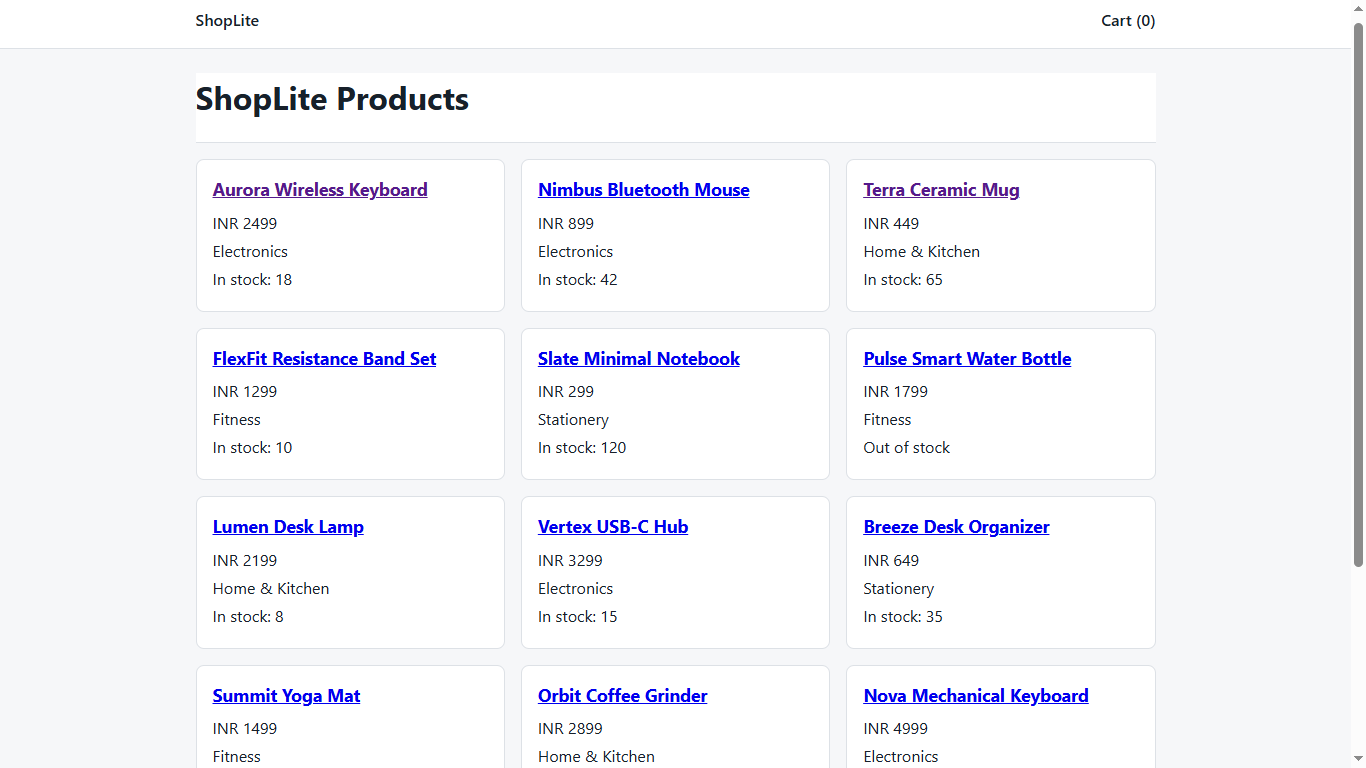 ShopLite
Cart (0)
ShopLite Products
Aurora Wireless Keyboard
INR 2499
Electronics
In stock: 18
Nimbus Bluetooth Mouse
INR 899
Electronics
In stock: 42
Terra Ceramic Mug
INR 449
Home & Kitchen
In stock: 65
FlexFit Resistance Band Set
INR 1299
Fitness
In stock: 10
Slate Minimal Notebook
INR 299
Stationery
In stock: 120
Pulse Smart Water Bottle
INR 1799
Fitness
Out of stock
Lumen Desk Lamp
INR 2199
Home & Kitchen
In stock: 8
Vertex USB-C Hub
INR 3299
Electronics
In stock: 15
Breeze Desk Organizer
INR 649
Stationery
In stock: 35
Summit Yoga Mat
INR 1499
Fitness
Orbit Coffee Grinder
INR 2899
Home & Kitchen
Nova Mechanical Keyboard
INR 4999
Electronics